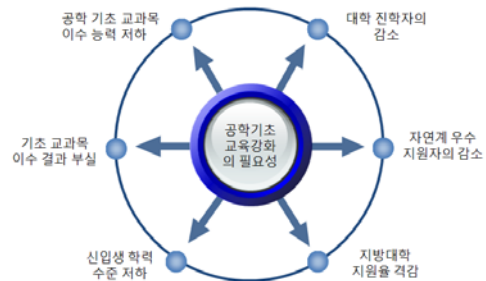 공학 기초 교과목
이수 능력 저하
대학 진학자의
감소
기초 교과목
이수 결과 부실
공학기초
교육강화
의 필요성
자연계 우수
지원자의 감소
신입생 학력
수준 저하
지방대학
지원율 격감